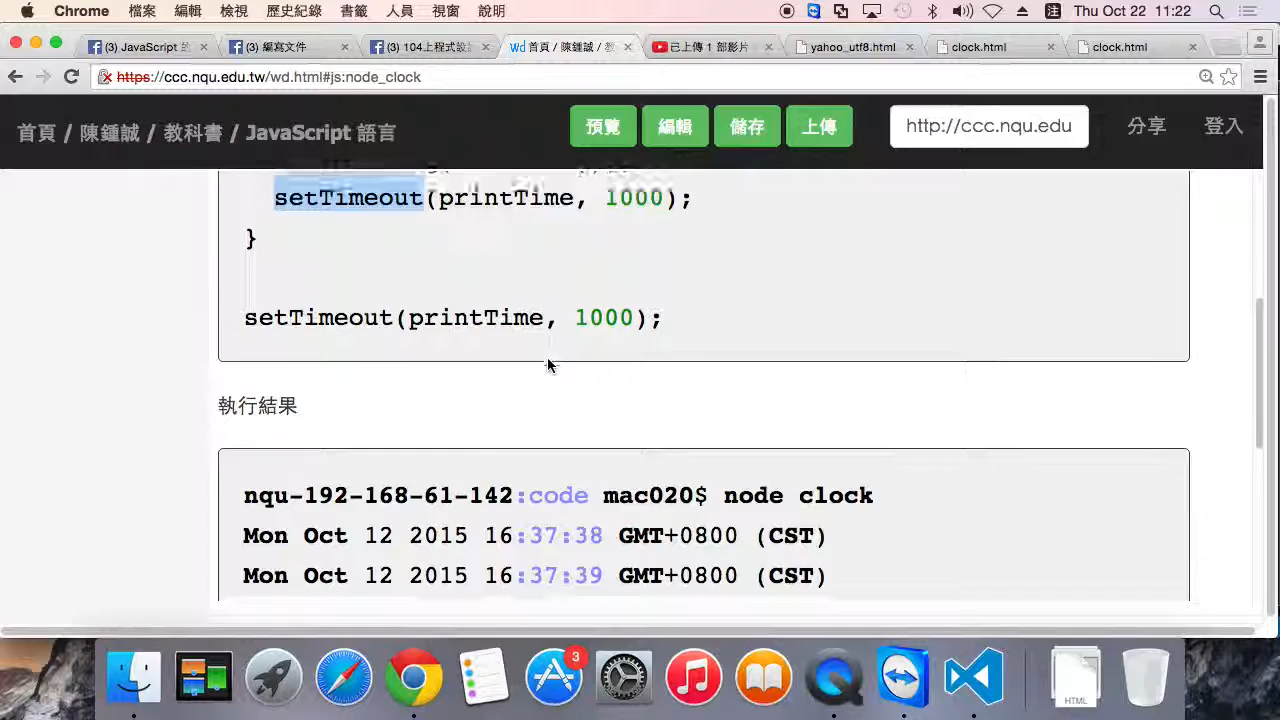 Chrome 檔案 編輯 檢視 歷史紀錄 書籤 人員 視窗 說明 注 Thu Oct 22 11:22
(3) JavaScript 的 (3) 編寫文件 (3) 104上程式設 Wd 首頁 / 陳鍾誠 / 教 已上傳 1 部影片 yahoo_utf8.html clock.html clock.html
https://ccc.nqu.edu.tw/wd.html#js:node_clock
首頁 / 陳鍾誠 / 教科書 / JavaScript 語言 預覽 編輯 儲存 上傳 http://ccc.nqu.edu 分享 登入
setTimeout(printTime, 1000);
}
setTimeout(printTime, 1000);
執行結果
nqu-192-168-61-142:code mac020$ node clock
Mon Oct 12 2015 16:37:38 GMT+0800 (CST)
Mon Oct 12 2015 16:37:39 GMT+0800 (CST)
3
HTML